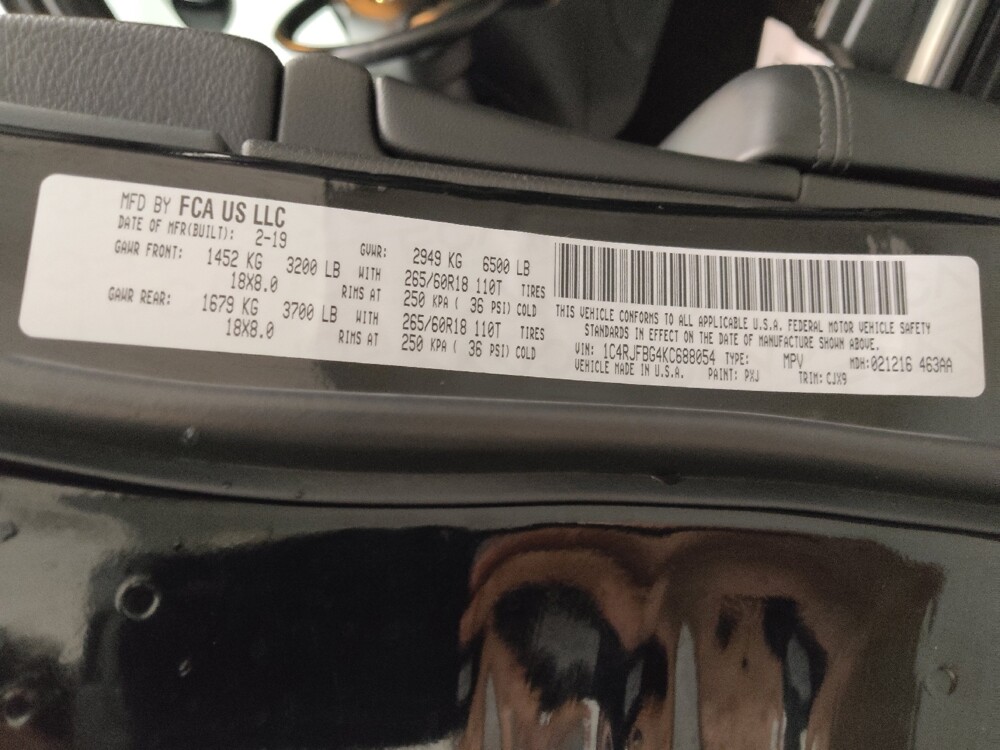 MFD BY FCA US LLC
DATE OF MFR(BUILT): 2-19 GVWR: 2949 KG 6500 LB
GAWR FRONT: 1452 KG 3200 LB WITH 265/60R18 110T TIRES
18X8.0 RIMS AT 250 KPA ( 36 PSI) COLD
GAWR REAR: 1679 KG 3700 LB WITH 265/60R18 110T TIRES
18X8.0 RIMS AT 250 KPA ( 36 PSI) COLD
THIS VEHICLE CONFORMS TO ALL APPLICABLE U.S.A. FEDERAL MOTOR VEHICLE SAFETY
STANDARDS IN EFFECT ON THE DATE OF MANUFACTURE SHOWN ABOVE.
VIN: 1C4RJFBG4KC688054 TYPE: MPV MDH:021216 463AA
VEHICLE MADE IN U.S.A. PAINT: PXJ TRIM: CJX9